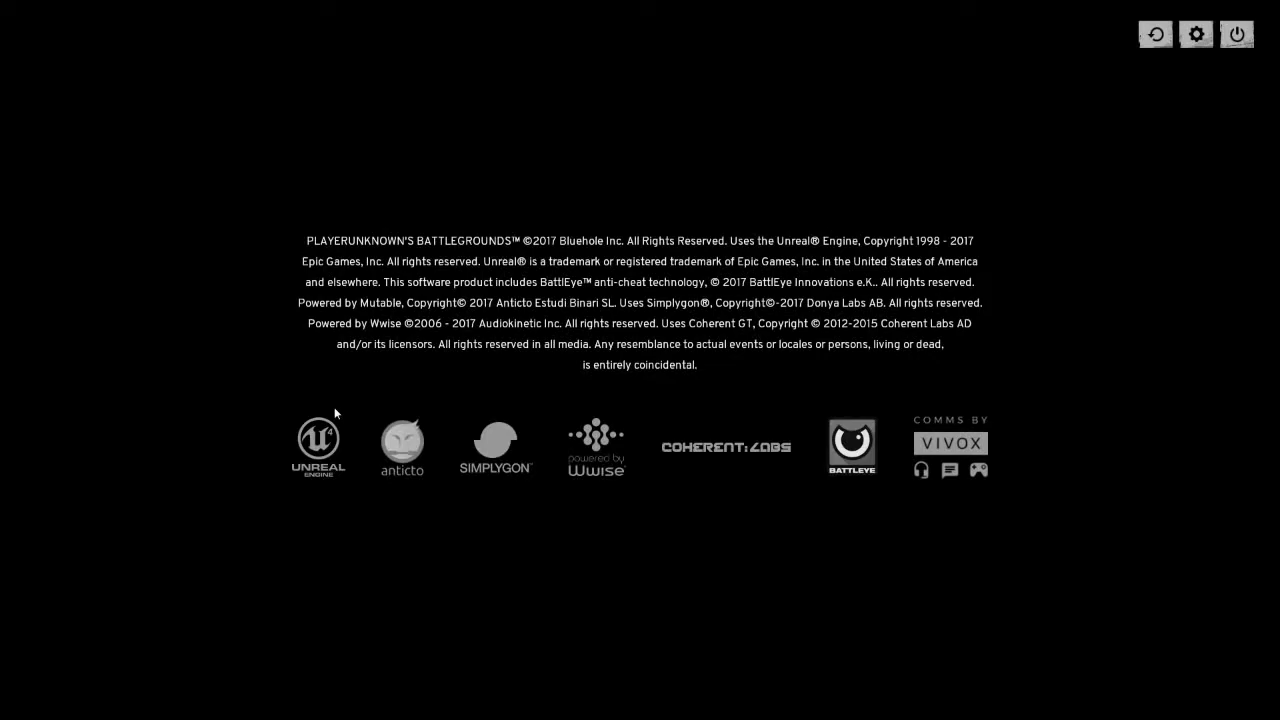 PLAYERUNKNOWN'S BATTLEGROUNDS™ ©2017 Bluehole Inc. All Rights Reserved. Uses the Unreal® Engine, Copyright 1998 - 2017
Epic Games, Inc. All rights reserved. Unreal® is a trademark or registered trademark of Epic Games, Inc. in the United States of America
and elsewhere. This software product includes BattlEye™ anti-cheat technology, © 2017 BattlEye Innovations e.K.. All rights reserved.
Powered by Mutable, Copyright© 2017 Anticto Estudi Binari SL. Uses Simplygon®, Copyright©-2017 Donya Labs AB. All rights reserved.
Powered by Wwise ©2006 - 2017 Audiokinetic Inc. All rights reserved. Uses Coherent GT, Copyright © 2012-2015 Coherent Labs AD
and/or its licensors. All rights reserved in all media. Any resemblance to actual events or locales or persons, living or dead,
is entirely coincidental.
U4
UNREAL
ENGINE
anticto
SIMPLYGON™
powered by
Wwise
COHERENT:LABS
BATTLEYE
COMMS BY
VIVOX